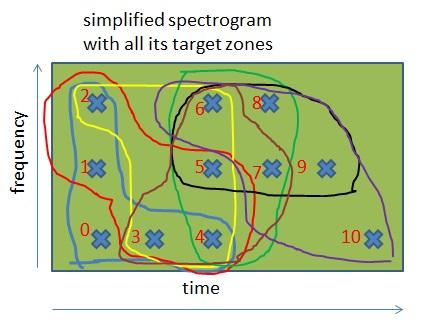 simplified spectrogram
with all its target zones
frequency
2
6
8
1
5
7
9
0
3
4
10
time